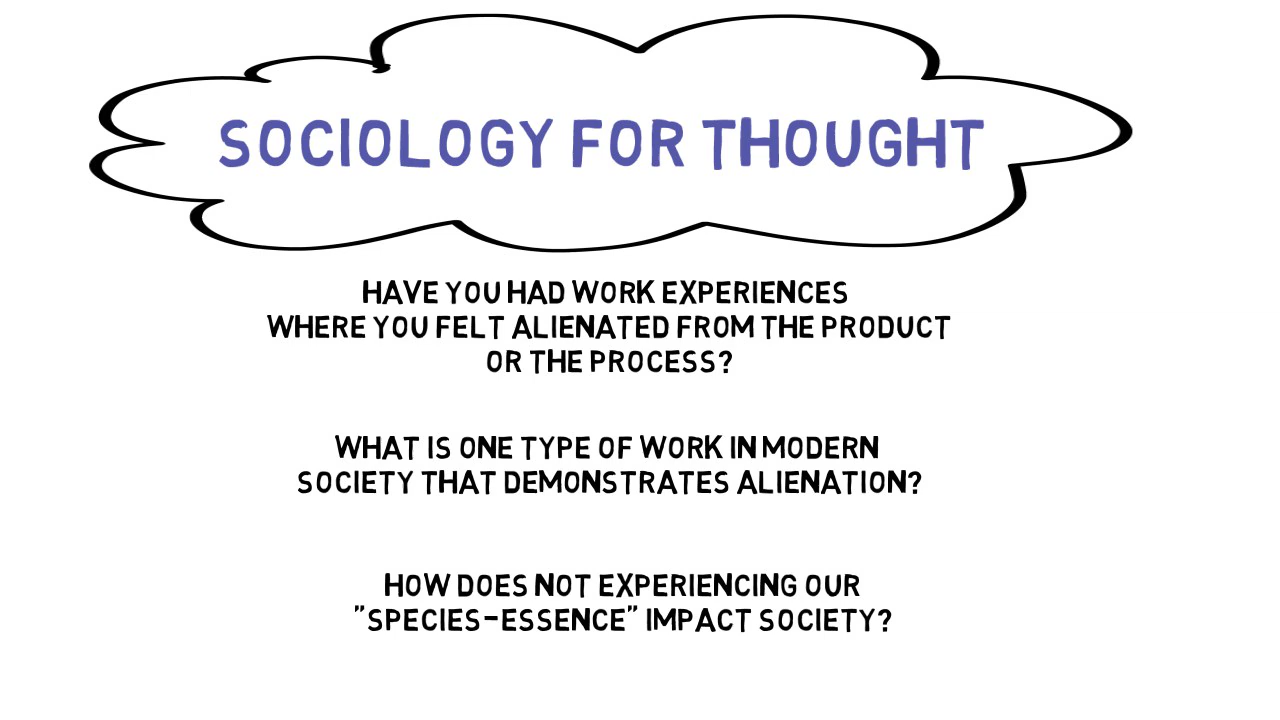 SOCIOLOGY FOR THOUGHT
HAVE YOU HAD WORK EXPERIENCES
WHERE YOU FELT ALIENATED FROM THE PRODUCT
OR THE PROCESS?
WHAT IS ONE TYPE OF WORK IN MODERN
SOCIETY THAT DEMONSTRATES ALIENATION?
HOW DOES NOT EXPERIENCING OUR
"SPECIES-ESSENCE" IMPACT SOCIETY?